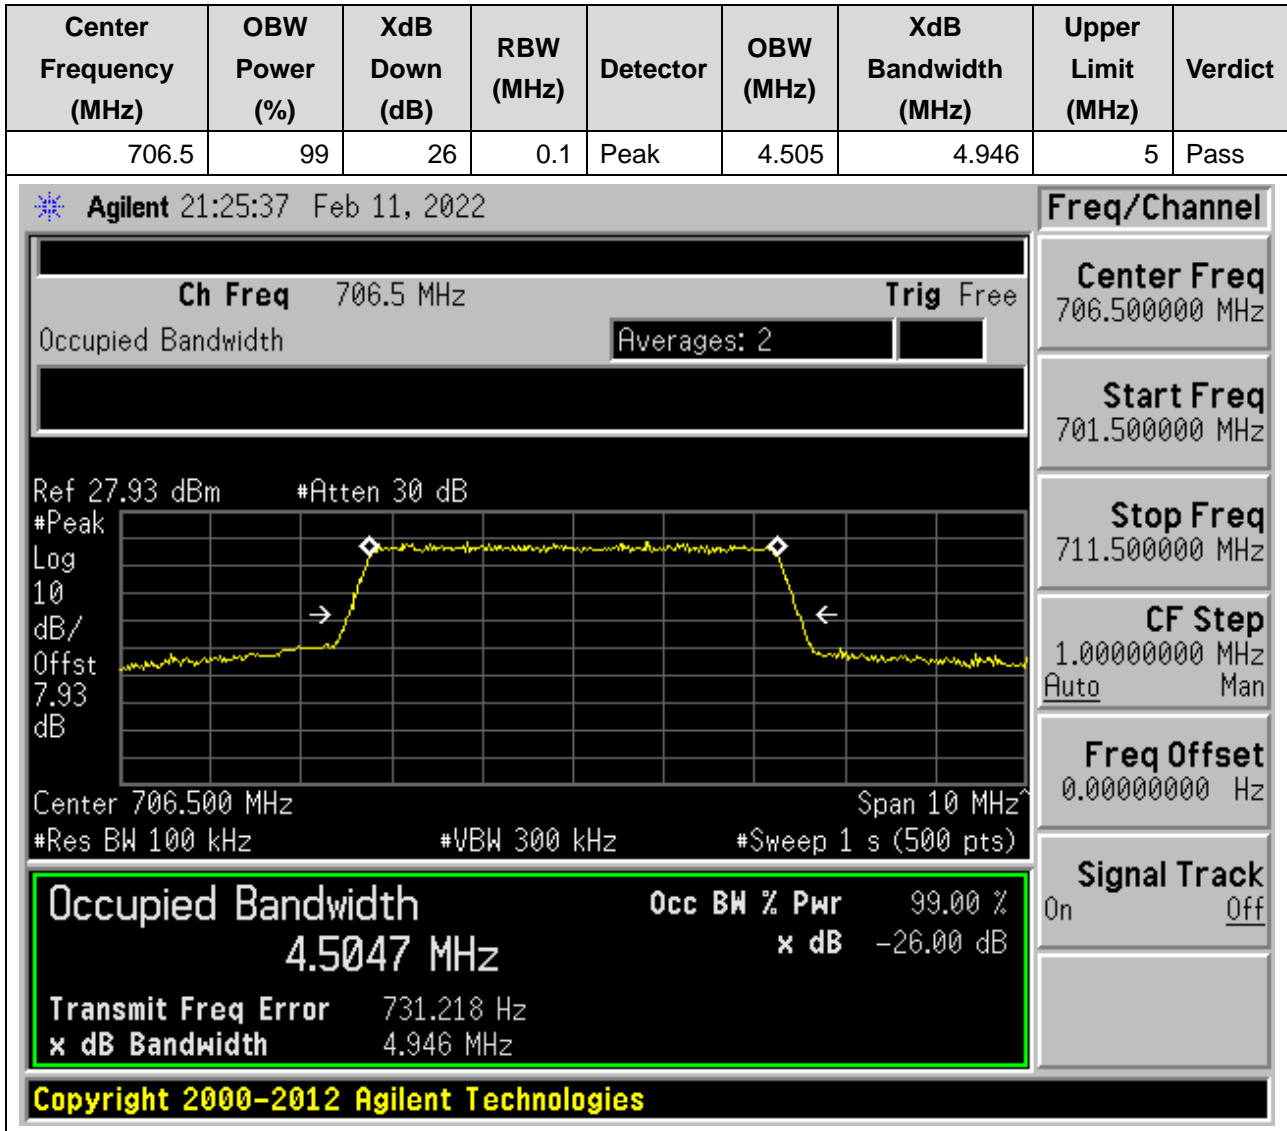 Center Frequency (MHz) OBW Power (%) XdB Down (dB) RBW (MHz) Detector OBW (MHz) XdB Bandwidth (MHz) Upper Limit (MHz) Verdict
706.5 99 26 0.1 Peak 4.505 4.946 5 Pass
Agilent 21:25:37 Feb 11, 2022
Freq/Channel
Ch Freq 706.5 MHz Trig Free
Occupied Bandwidth Averages: 2
Center Freq
706.500000 MHz
Start Freq
701.500000 MHz
Stop Freq
711.500000 MHz
CF Step
1.00000000 MHz
Auto Man
Freq Offset
0.00000000 Hz
Signal Track
On Off
Ref 27.93 dBm #Atten 30 dB
#Peak
Log
10
dB/
Offst
7.93
dB
Center 706.500 MHz Span 10 MHz^
#Res BW 100 kHz #VBW 300 kHz #Sweep 1 s (500 pts)
Occupied Bandwidth Occ BW % Pwr 99.00 %
4.5047 MHz x dB -26.00 dB
Transmit Freq Error 731.218 Hz
x dB Bandwidth 4.946 MHz
Copyright 2000-2012 Agilent Technologies